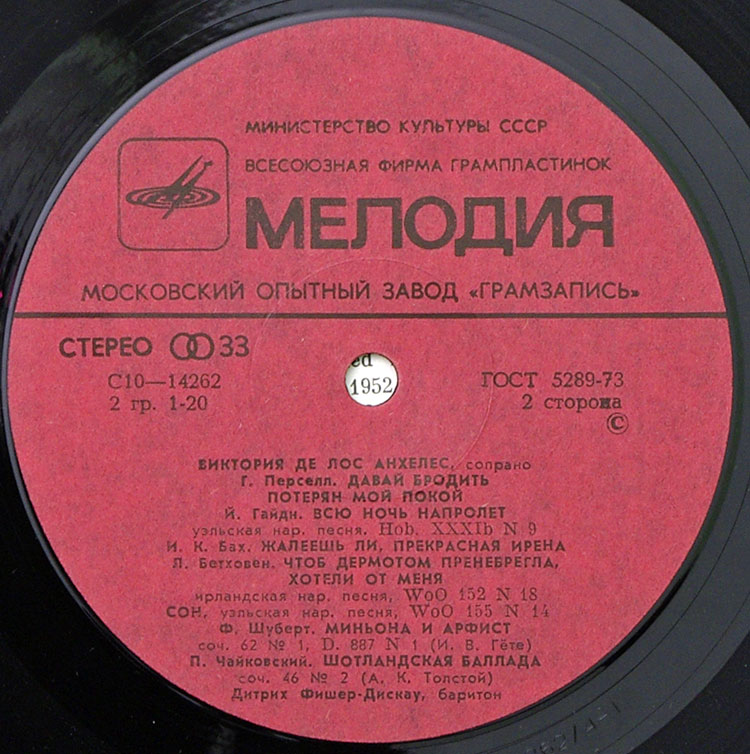 МИНИСТЕРСТВО КУЛЬТУРЫ СССР
ВСЕСОЮЗНАЯ ФИРМА ГРАМПЛАСТИНОК
МЕЛОДИЯ
МОСКОВСКИЙ ОПЫТНЫЙ ЗАВОД «ГРАМЗАПИСЬ»
СТЕРЕО 33
ed
1952
С10—14262
ГОСТ 5289-73
2 гр. 1-20
2 сторона
©
ВИКТОРИЯ ДЕ ЛОС АНХЕЛЕС, сопрано
Г. Перселл. ДАВАЙ БРОДИТЬ
ПОТЕРЯН МОЙ ПОКОЙ
Й. Гайдн. ВСЮ НОЧЬ НАПРОЛЕТ
уэльская нар. песня. Hob. XXXIb N 9
И. К. Бах. ЖАЛЕЕШЬ ЛИ, ПРЕКРАСНАЯ ИРЕНА
Л. Бетховен. ЧТОБ ДЕРМОТОМ ПРЕНЕБРЕГЛА,
ХОТЕЛИ ОТ МЕНЯ
ирландская нар. песня, WoO 152 N 18
СОН, уэльская нар. песня, WoO 155 N 14
Ф. Шуберт. МИНЬОНА И АРФИСТ
соч. 62 № 1, D. 887 N 1 (И. В. Гёте)
П. Чайковский. ШОТЛАНДСКАЯ БАЛЛАДА
соч. 46 № 2 (А. К. Толстой)
Дитрих Фишер-Дискау, баритон